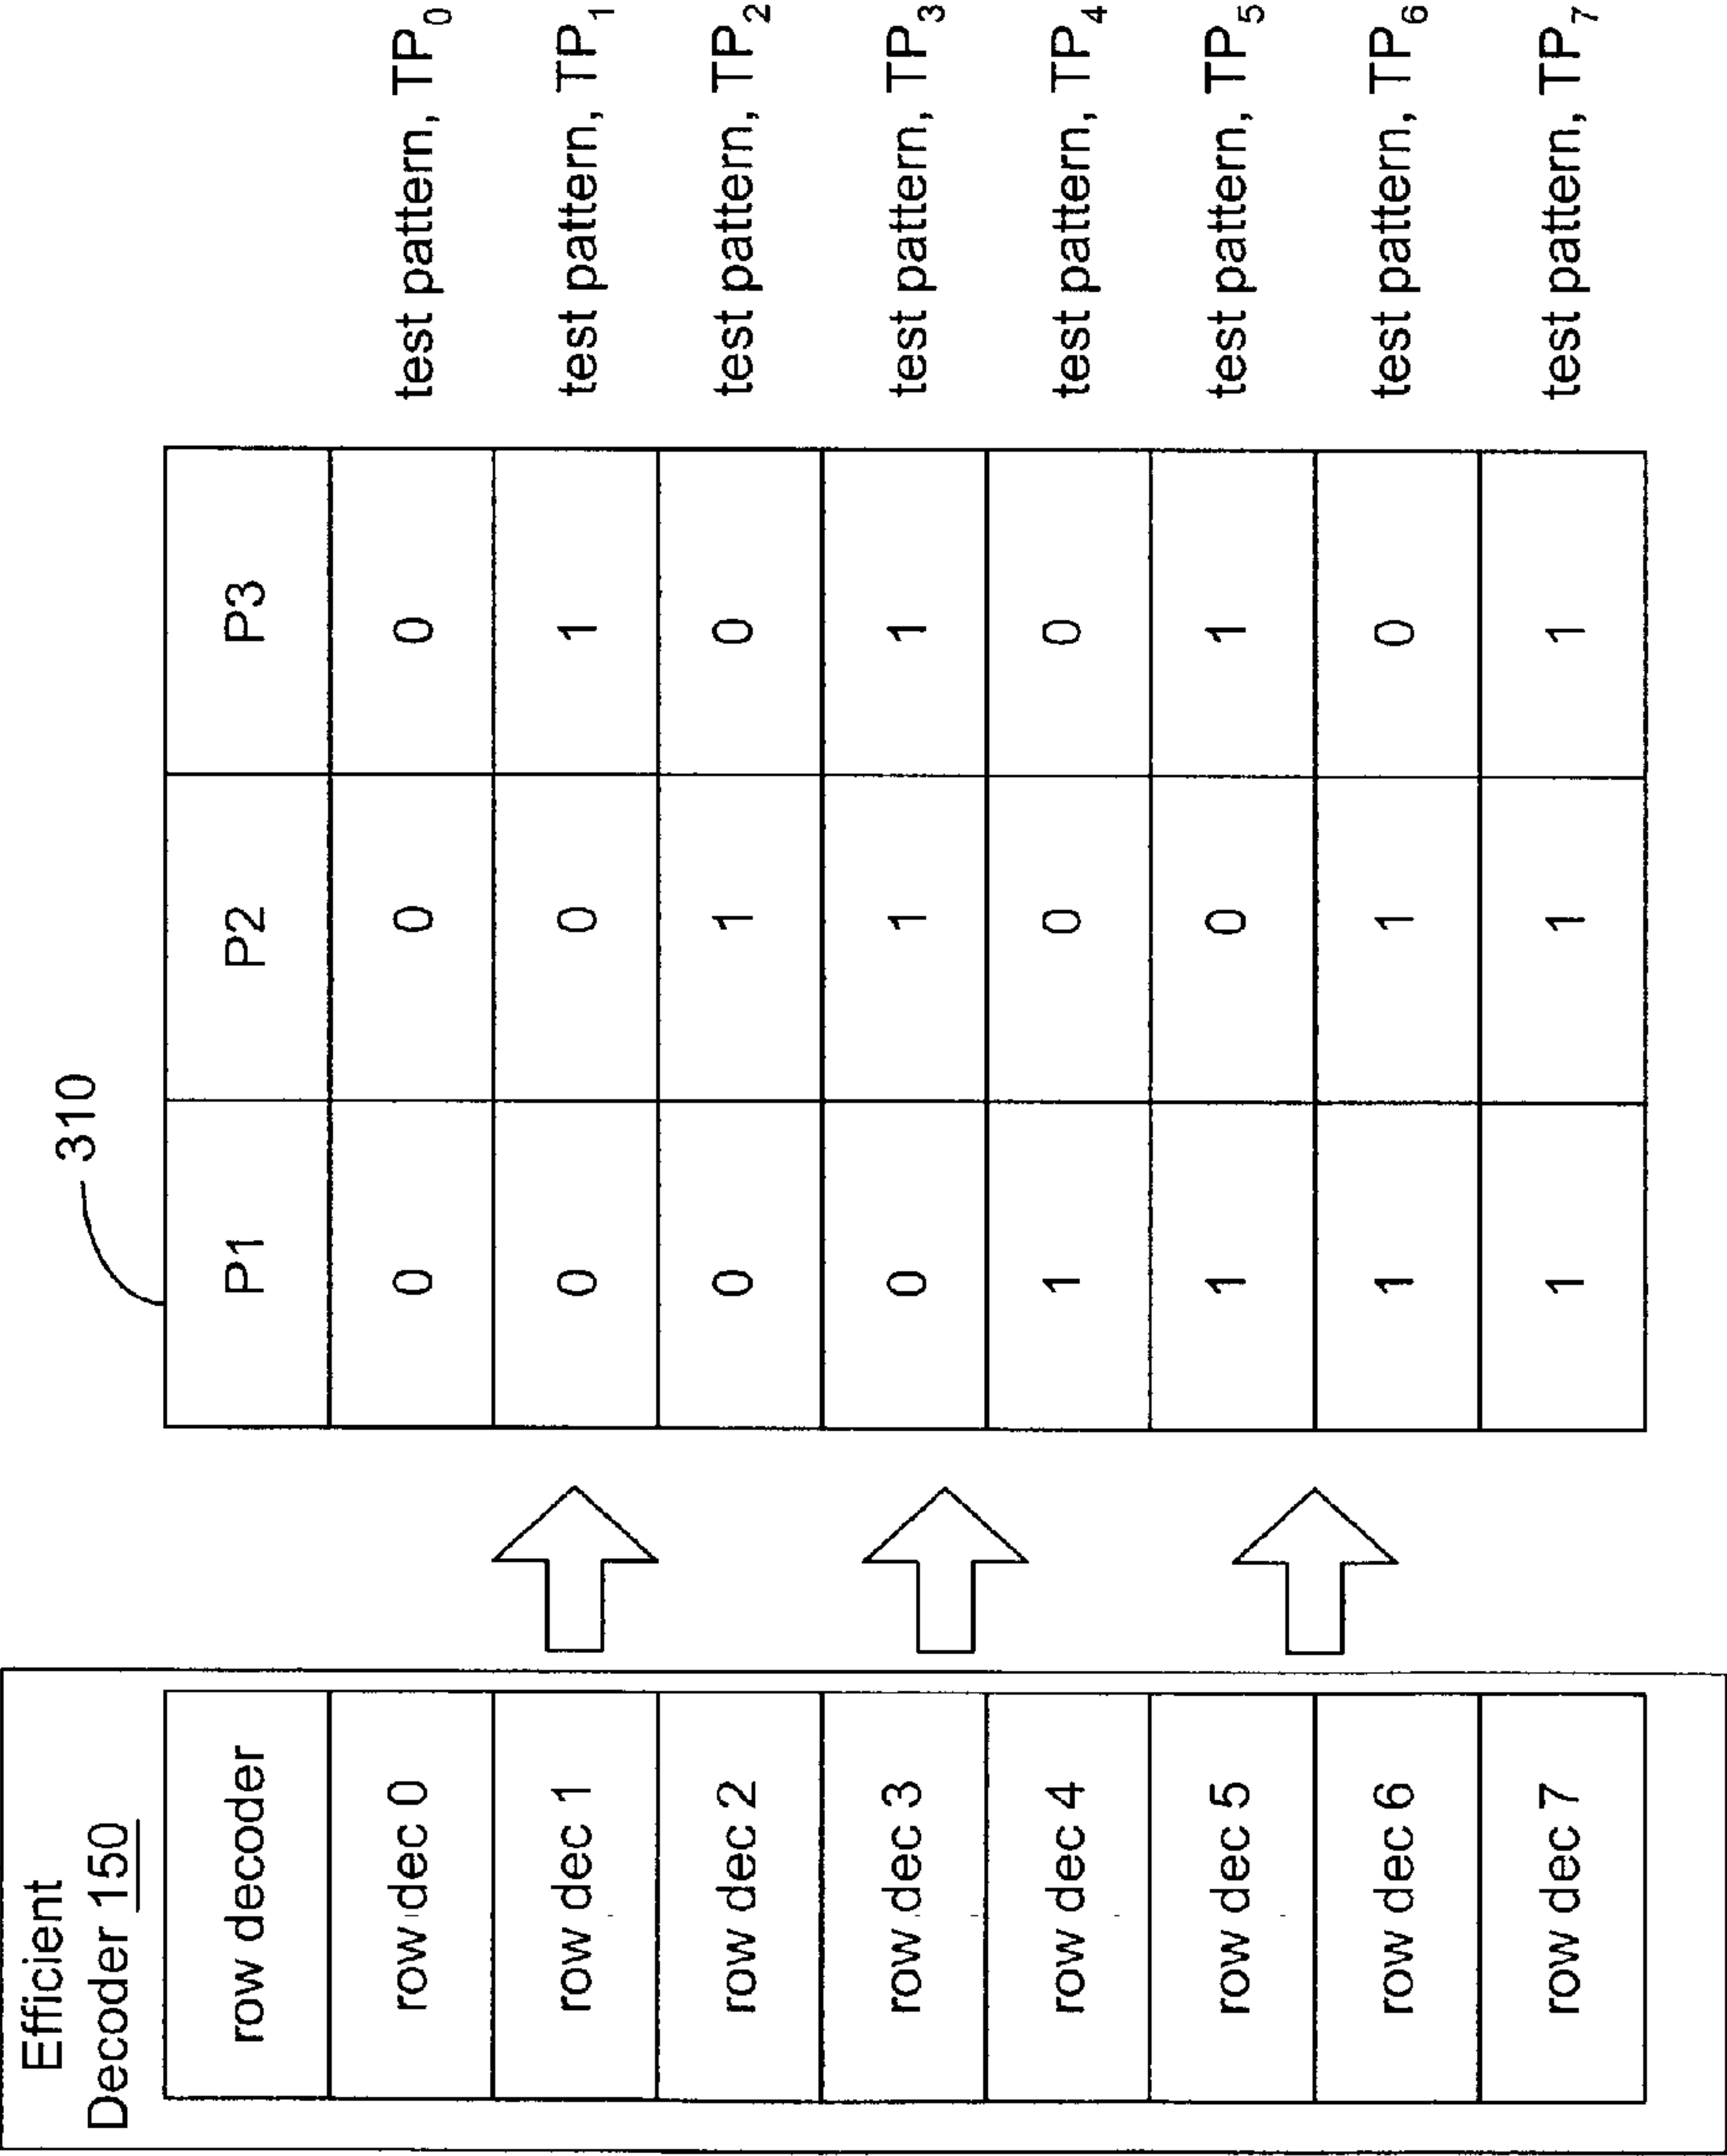 310
Efficient
Decoder 150
row decoder P1 P2 P3
row dec 0 0 0 0 test pattern, TP0
row dec 1 0 0 1 test pattern, TP1
row dec 2 0 1 0 test pattern, TP2
row dec 3 0 1 1 test pattern, TP3
row dec 4 1 0 0 test pattern, TP4
row dec 5 1 0 1 test pattern, TP5
row dec 6 1 1 0 test pattern, TP6
row dec 7 1 1 1 test pattern, TP7